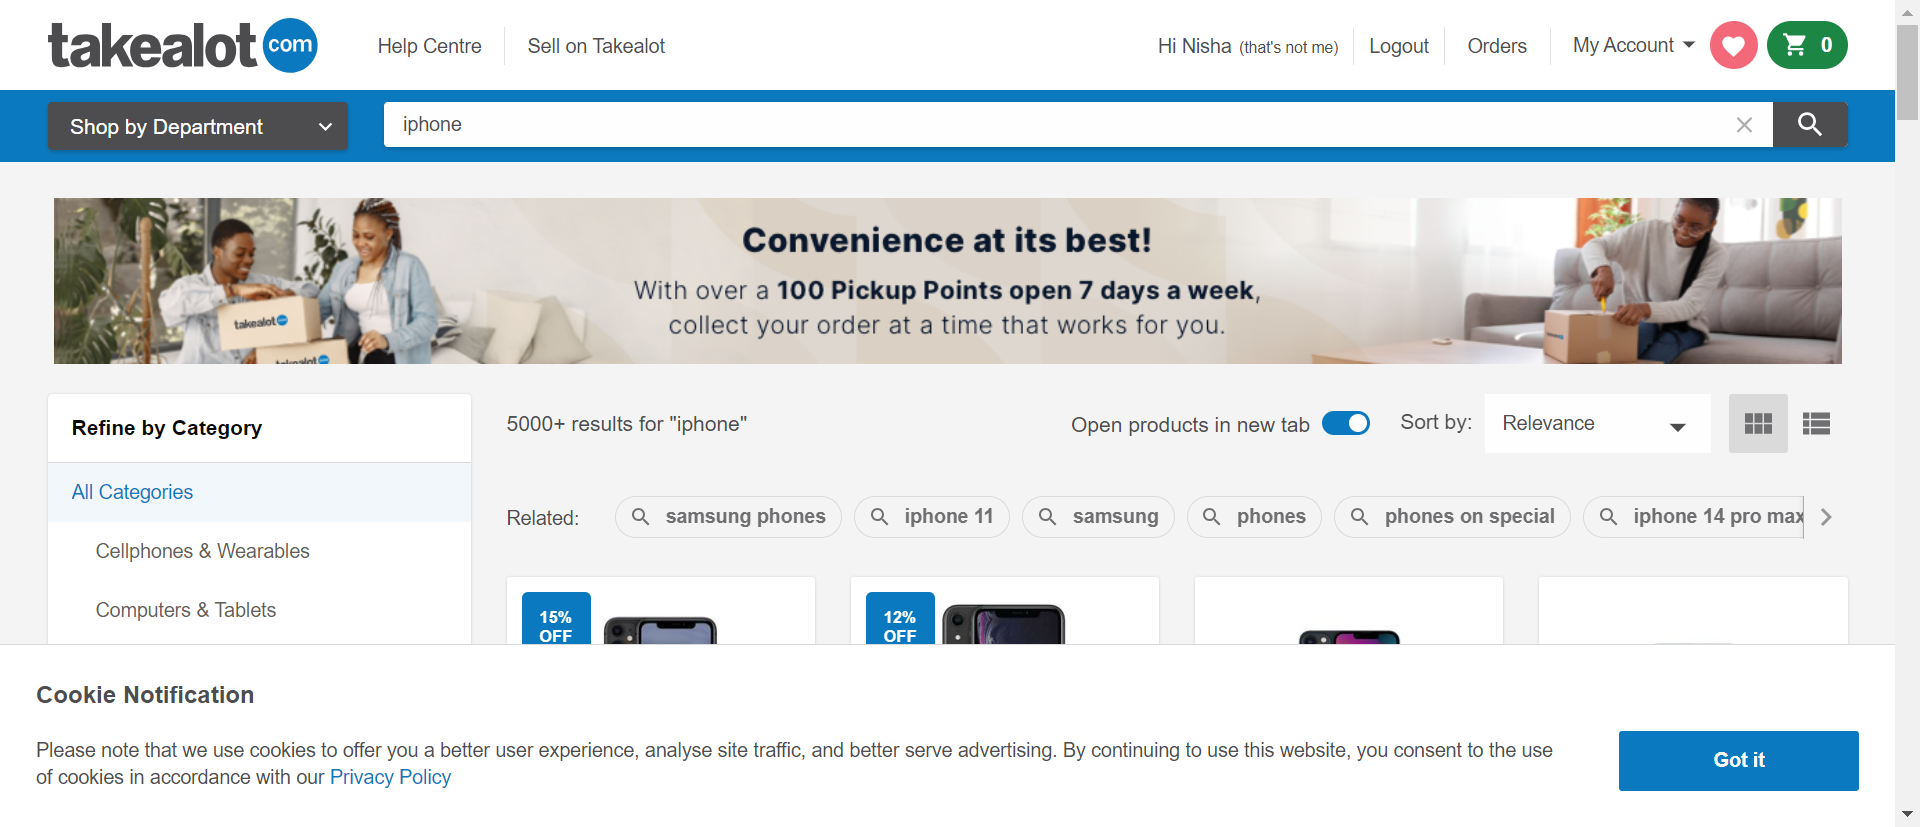 takealot com
Help Centre
Sell on Takealot
Hi Nisha (that's not me)
Logout
Orders
My Account
0
Shop by Department
iphone
takealot com
takealot com
Convenience at its best!
With over a 100 Pickup Points open 7 days a week,
collect your order at a time that works for you.
Refine by Category
All Categories
Cellphones & Wearables
Computers & Tablets
5000+ results for "iphone"
Open products in new tab
Sort by:
Relevance
Related:
samsung phones
iphone 11
samsung
phones
phones on special
iphone 14 pro max
15%
OFF
12%
OFF
Cookie Notification
Please note that we use cookies to offer you a better user experience, analyse site traffic, and better serve advertising. By continuing to use this website, you consent to the use
of cookies in accordance with our Privacy Policy
Got it